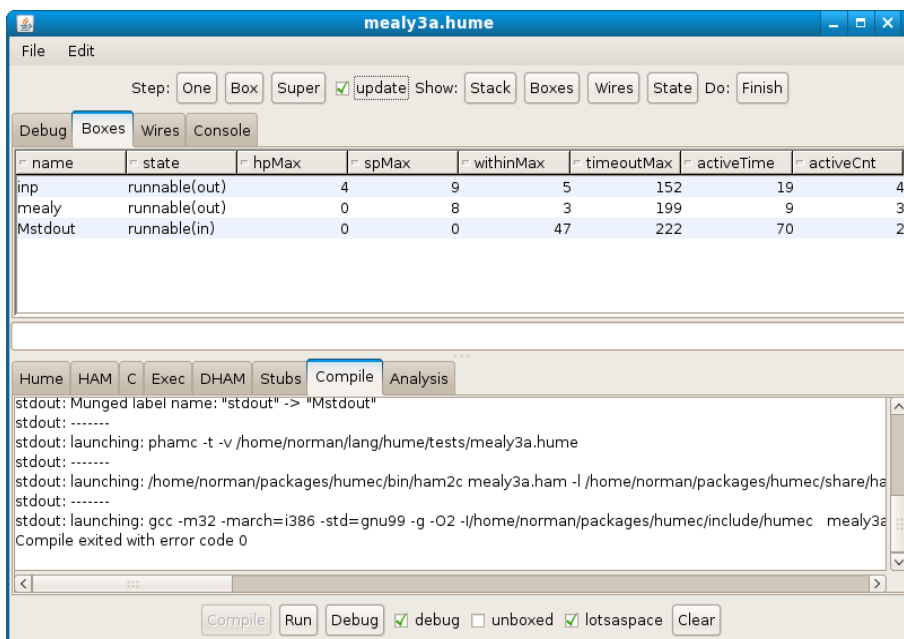 mealy3a.hume
File Edit
Step: One Box Super update Show: Stack Boxes Wires State Do: Finish
Debug Boxes Wires Console
name state hpMax spMax withinMax timeoutMax activeTime activeCnt
inp runnable(out) 4 9 5 152 19 4
mealy runnable(out) 0 8 3 199 9 3
Mstdout runnable(in) 0 0 47 222 70 2
Hume HAM C Exec DHAM Stubs Compile Analysis
stdout: Munged label name: "stdout" -> "Mstdout"
stdout: -------
stdout: launching: phamc -t -v /home/norman/lang/hume/tests/mealy3a.hume
stdout: -------
stdout: launching: /home/norman/packages/humec/bin/ham2c mealy3a.ham -l /home/norman/packages/humec/share/ha
stdout: -------
stdout: launching: gcc -m32 -march=i386 -std=gnu99 -g -O2 -I/home/norman/packages/humec/include/humec mealy3a
Compile exited with error code 0
Compile Run Debug debug unboxed lotsaspace Clear